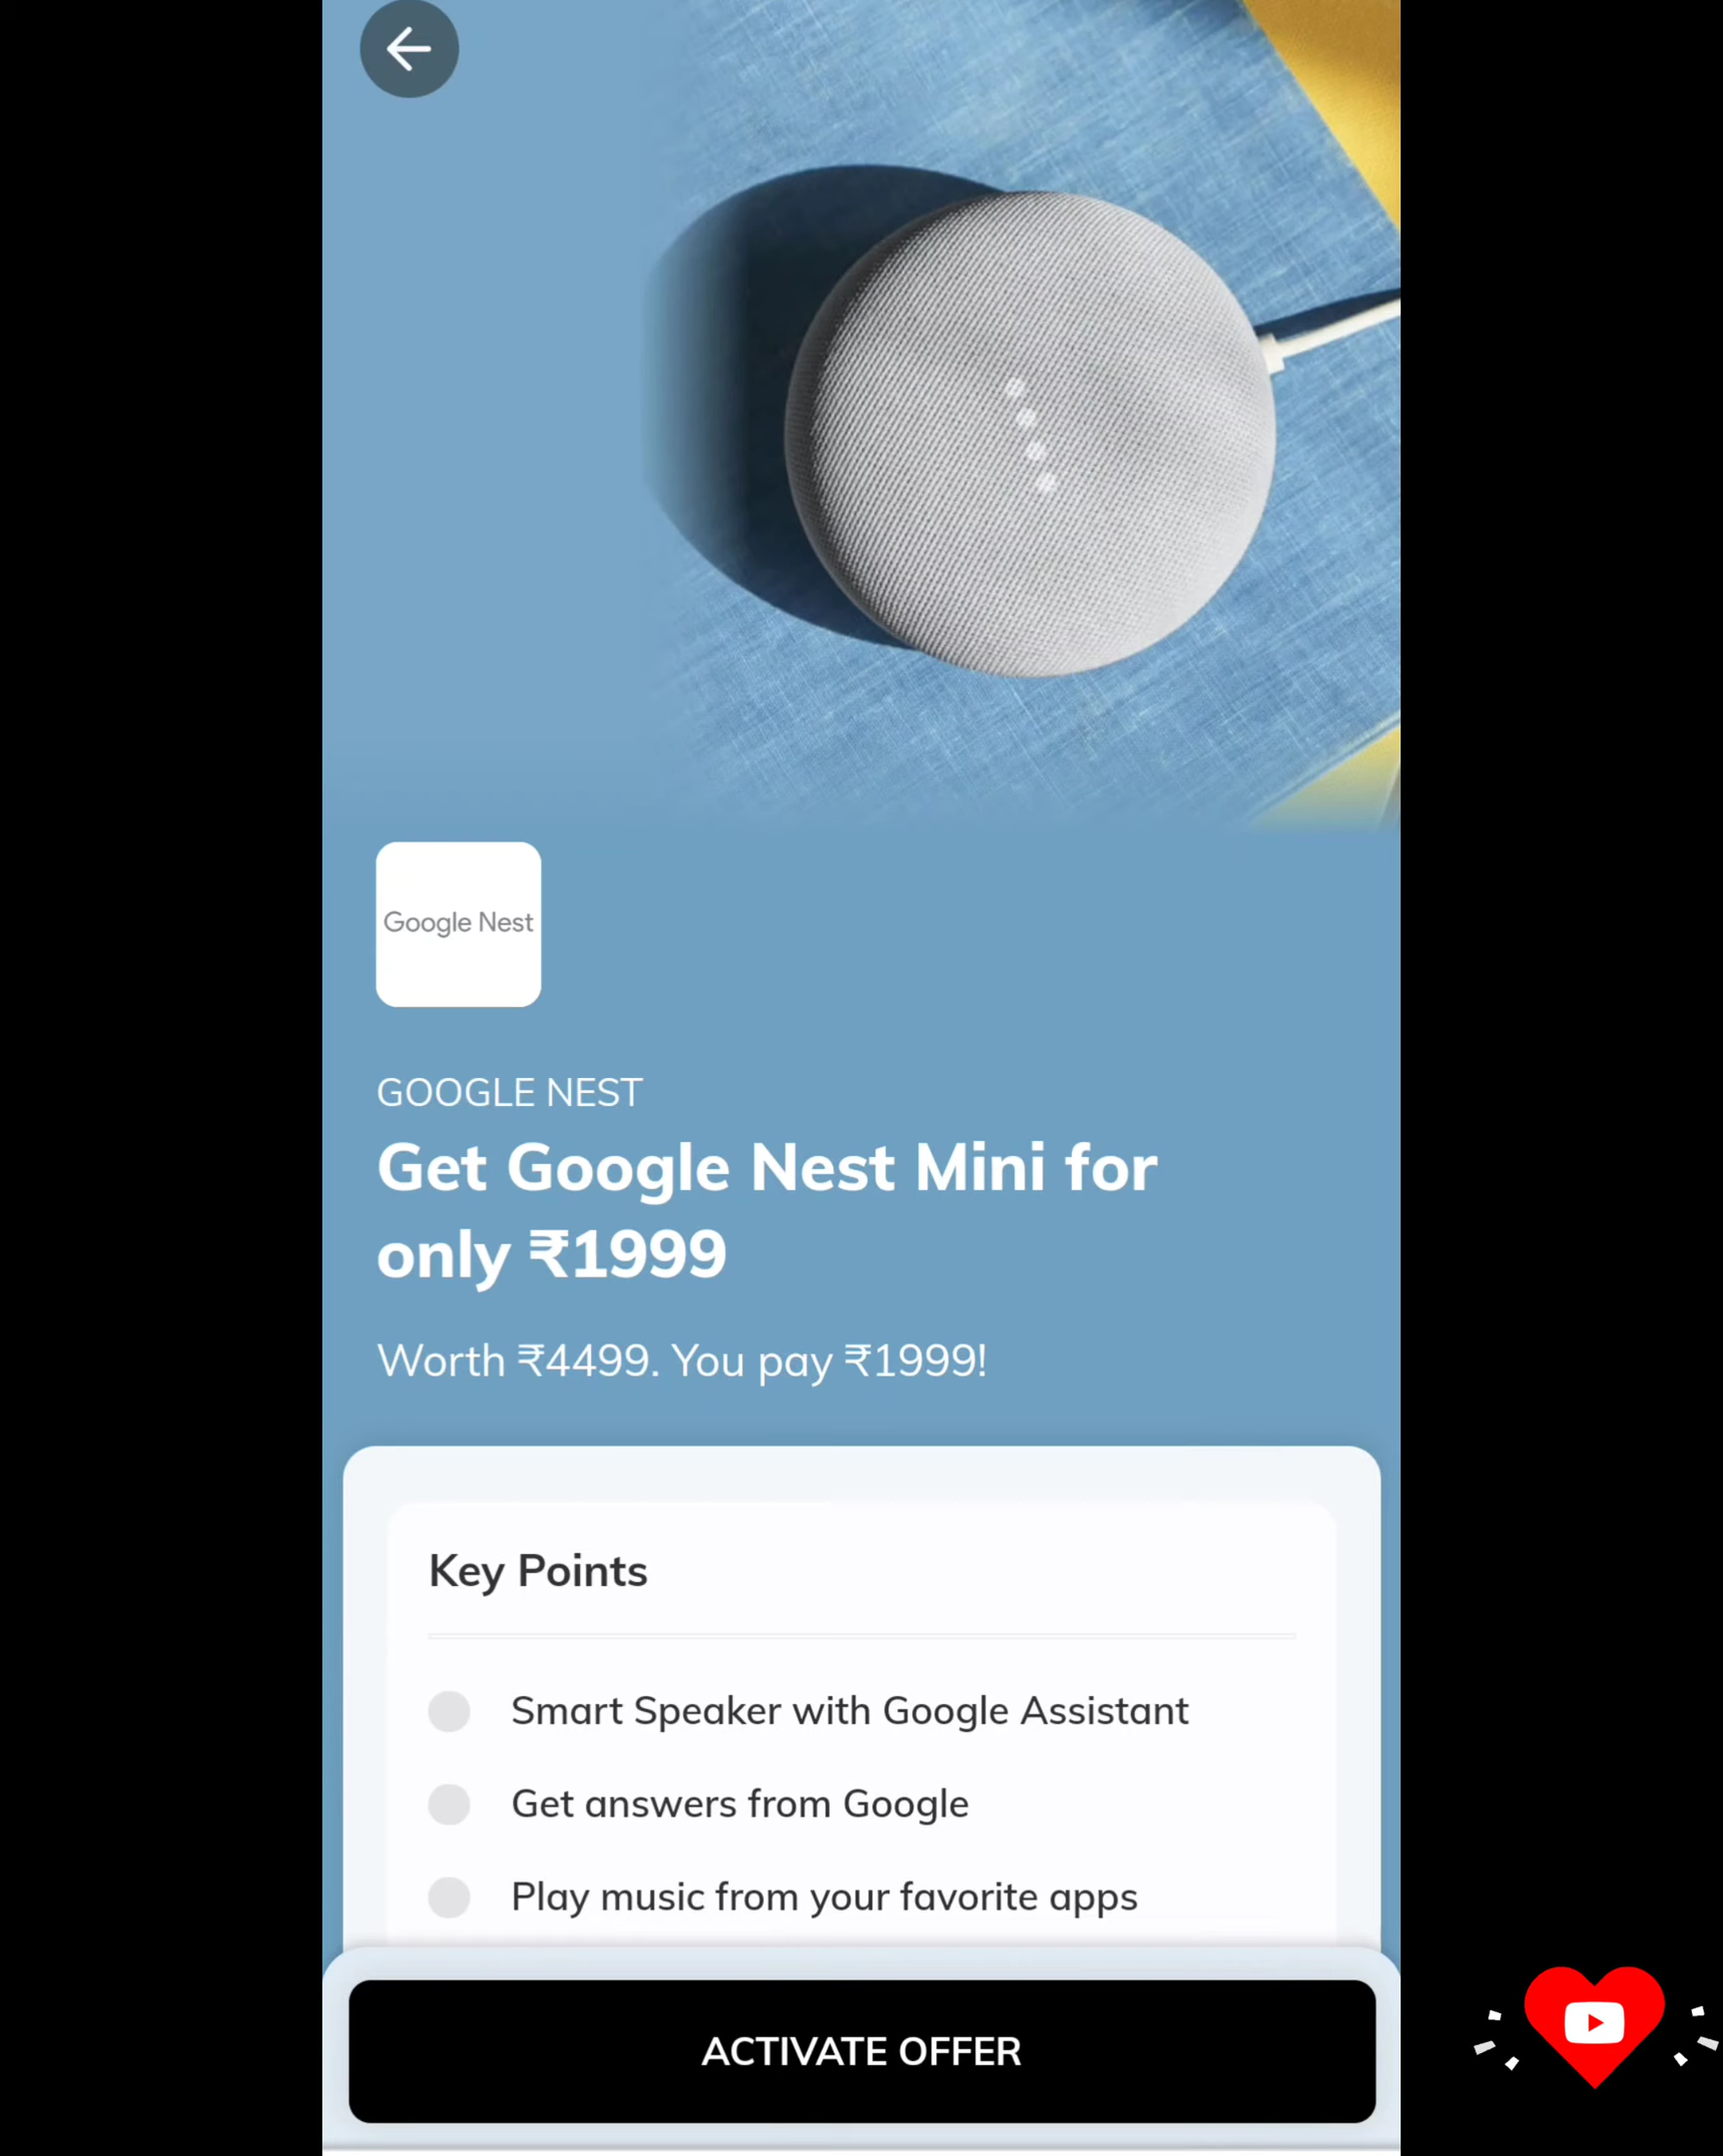 Google Nest
GOOGLE NEST
Get Google Nest Mini for
only ₹1999
Worth ₹4499. You pay ₹1999!
Key Points
Smart Speaker with Google Assistant
Get answers from Google
Play music from your favorite apps
ACTIVATE OFFER